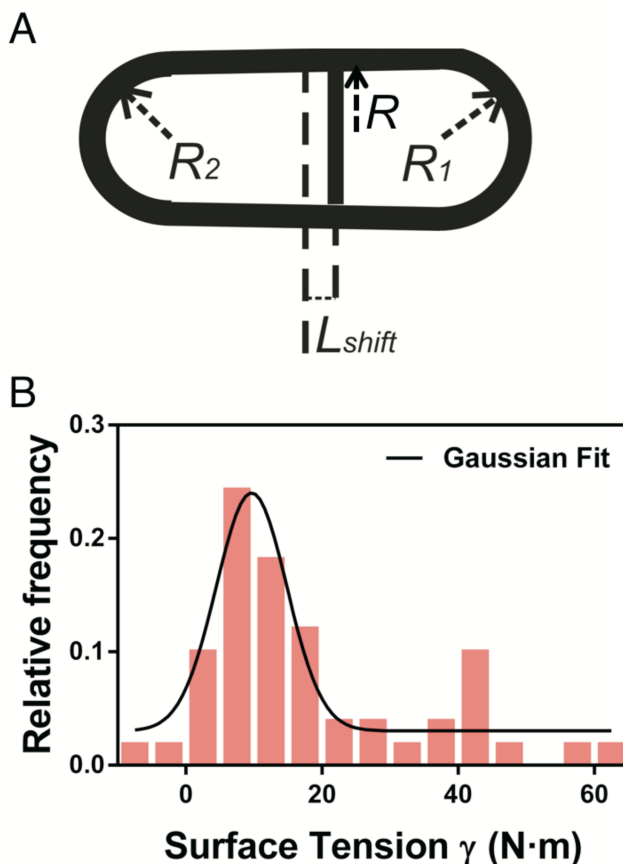 A
R2
R
R1
Lshift
B
0.3
Gaussian Fit
0.2
0.1
0.0
Relative frequency
0 20 40 60
Surface Tension γ (N·m)